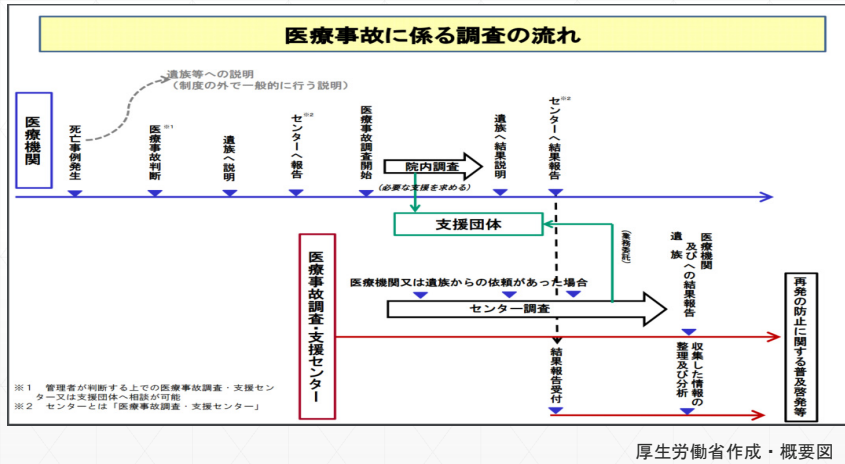 医療事故に係る調査の流れ
遺族等への説明
(制度の外で一般的に行う説明)
医療機関
死亡事例発生
医療事故判断※1
遺族へ説明
センターへ報告※2
医療事故調査開始
院内調査
(必要な支援を求める)
遺族へ結果説明
センターへ結果報告※2
支援団体
(業務委託)
医療事故調査・支援センター
医療機関又は遺族からの依頼があった場合
センター調査
医療機関
及び
遺族
への結果報告
結果報告受付
収集した情報の
整理及び分析
再発の防止に関する普及啓発等
※1 管理者が判断する上での医療事故調査・支援セン
ター又は支援団体へ相談が可能
※2 センターとは「医療事故調査・支援センター」
厚生労働省作成・概要図